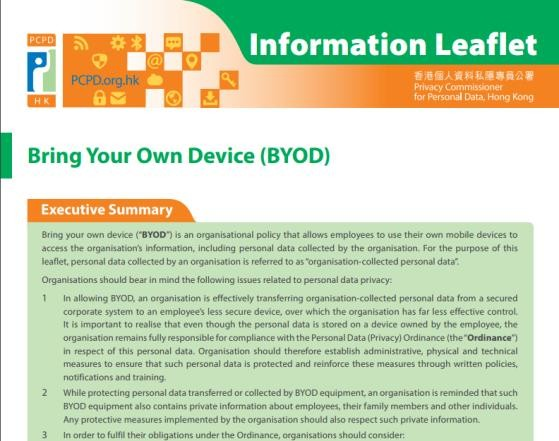 PCPD
HK
PCPD.org.hk
Information Leaflet
香港個人資料私隱專員公署
Privacy Commissioner
for Personal Data, Hong Kong
Bring Your Own Device (BYOD)
Executive Summary
Bring your own device ("BYOD") is an organisational policy that allows employees to use their own mobile devices to
access the organisation's information, including personal data collected by the organisation. For the purpose of this
leaflet, personal data collected by an organisation is referred to as "organisation-collected personal data".
Organisations should bear in mind the following issues related to personal data privacy:
1 In allowing BYOD, an organisation is effectively transferring organisation-collected personal data from a secured
corporate system to an employee's less secure device, over which the organisation has far less effective control.
It is important to realise that even though the personal data is stored on a device owned by the employee, the
organisation remains fully responsible for compliance with the Personal Data (Privacy) Ordinance (the "Ordinance")
in respect of this personal data. Organisation should therefore establish administrative, physical and technical
measures to ensure that such personal data is protected and reinforce these measures through written policies,
notifications and training.
2 While protecting personal data transferred or collected by BYOD equipment, an organisation is reminded that such
BYOD equipment also contains private information about employees, their family members and other individuals.
Any protective measures implemented by the organisation should also respect such private information.
3 In order to fulfil their obligations under the Ordinance, organisations should consider: